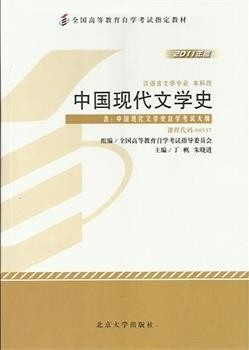 全国高等教育自学考试指定教材
2011年版
汉语言文学专业 本科段
中国现代文学史
含：中国现代文学史自学考试大纲
课程代码·00537
组编/全国高等教育自学考试指导委员会
主编/丁 帆 朱晓进
北京大学出版社